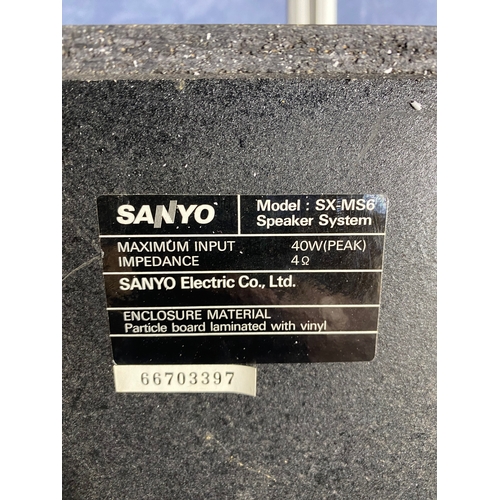 SANYO
Model : SX-MS6
Speaker System
MAXIMUM INPUT 40W(PEAK)
IMPEDANCE 4Ω
SANYO Electric Co., Ltd.
ENCLOSURE MATERIAL
Particle board laminated with vinyl
66703397